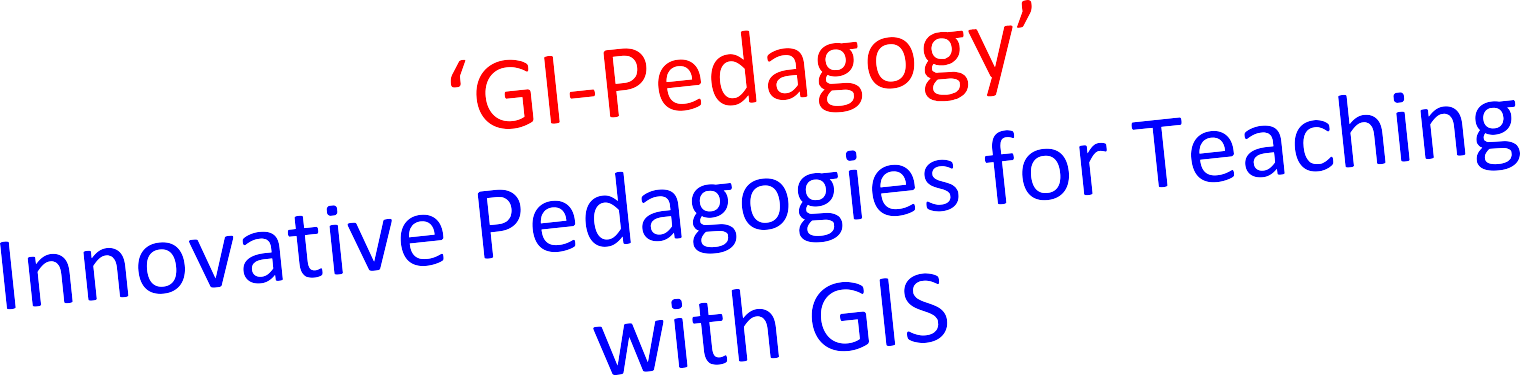 ‘GI-Pedagogy’
Innovative Pedagogies for Teaching
with GIS